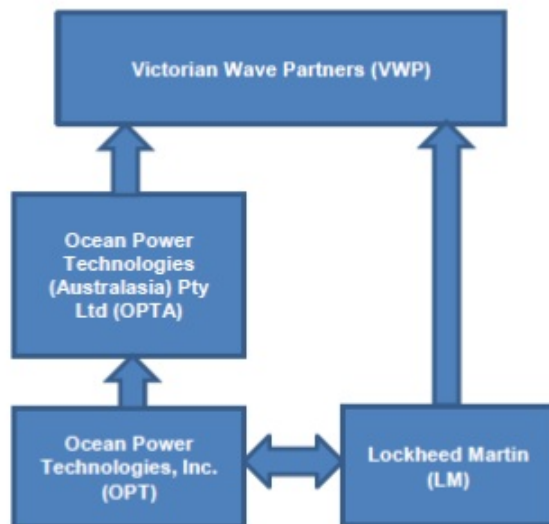 Victorian Wave Partners (VWP)
Ocean Power
Technologies
(Australasia) Pty
Ltd (OPTA)
Ocean Power
Technologies, Inc.
(OPT)
Lockheed Martin
(LM)